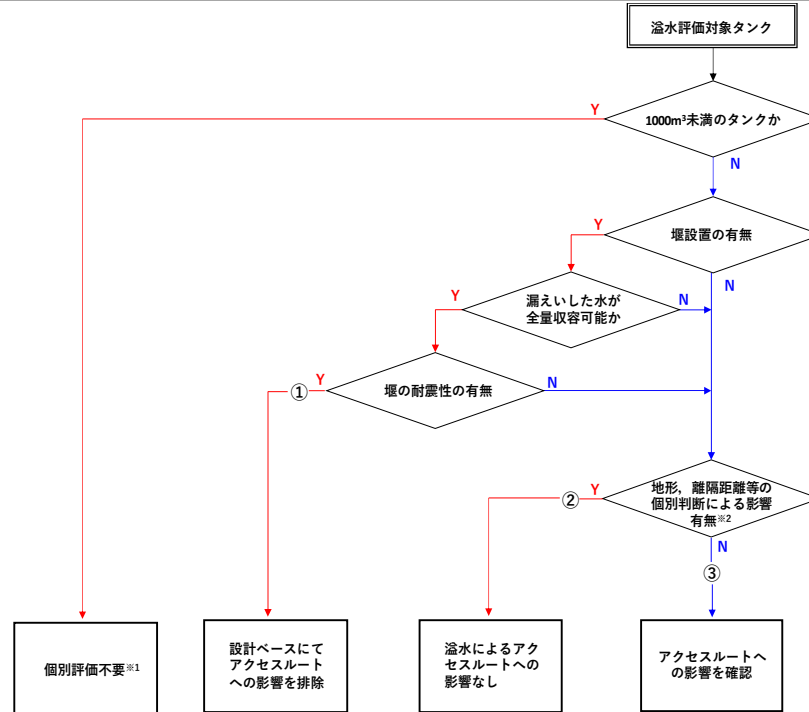 溢水評価対象タンク
Y
1000m³未満のタンクか
N
堰設置の有無
Y
N
漏えいした水が
全量収容可能か
Y
N
堰の耐震性の有無
① Y
N
地形，離隔距離等の
個別判断による影響
有無※2
② Y
N
③
個別評価不要※1
設計ベースにて
アクセスルート
への影響を排除
溢水によるアク
セスルートへの
影響なし
アクセスルートへ
の影響を確認